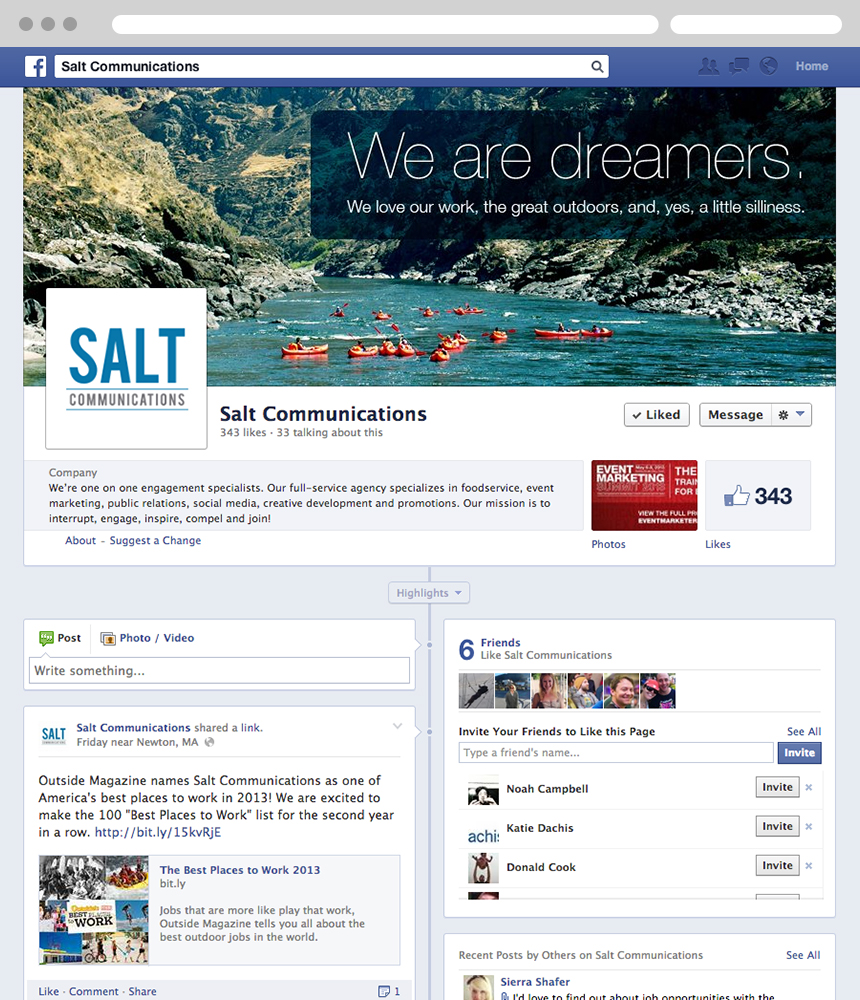 Salt Communications
Home
We are dreamers.
We love our work, the great outdoors, and, yes, a little silliness.
SALT
COMMUNICATIONS
Salt Communications
343 likes · 33 talking about this
Liked
Message
Company
We're one on one engagement specialists. Our full-service agency specializes in foodservice, event
marketing, public relations, social media, creative development and promotions. Our mission is to
interrupt, engage, inspire, compel and join!
About – Suggest a Change
EVENT
MARKETING
SUMMIT 2013
THE
TRAIN
FOR E
VIEW THE FULL PR
EVENTMARKETER
Photos
343
Likes
Highlights
Post
Photo / Video
Write something...
SALT
COMMUNICATIONS
Salt Communications shared a link.
Friday near Newton, MA
Outside Magazine names Salt Communications as one of
America's best places to work in 2013! We are excited to
make the 100 "Best Places to Work" list for the second year
in a row. http://bit.ly/15kvRjE
Outside
BEST PLACES
to WORK
The Best Places to Work 2013
bit.ly
Jobs that are more like play that work,
Outside Magazine tells you all about the
best outdoor jobs in the world.
Like · Comment · Share
1
6 Friends
Like Salt Communications
Invite Your Friends to Like this Page
See All
Type a friend's name...
Invite
Noah Campbell
Invite
achis
Katie Dachis
Invite
Donald Cook
Invite
Recent Posts by Others on Salt Communications
See All
Sierra Shafer
I'd love to find out about job opportunities with the